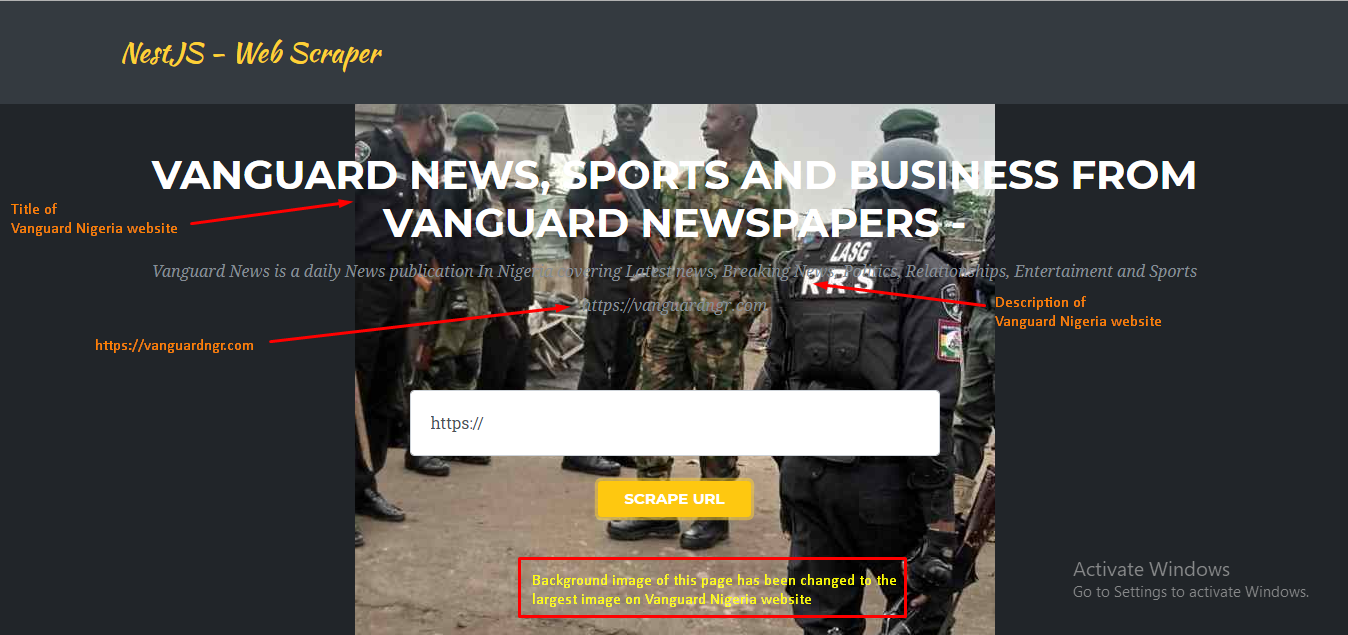 NestJS - Web Scraper
VANGUARD NEWS, SPORTS AND BUSINESS FROM
VANGUARD NEWSPAPERS -
Title of
Vanguard Nigeria website
LASG
Vanguard News is a daily News publication In Nigeria, covering Latest news, Breaking News, Politics, Relationships, Entertaiment and Sports
RRS
https://vanguardngr.com
Description of
Vanguard Nigeria website
https://vanguardngr.com
https://
SCRAPE URL
Background image of this page has been changed to the
largest image on Vanguard Nigeria website
Activate Windows
Go to Settings to activate Windows.